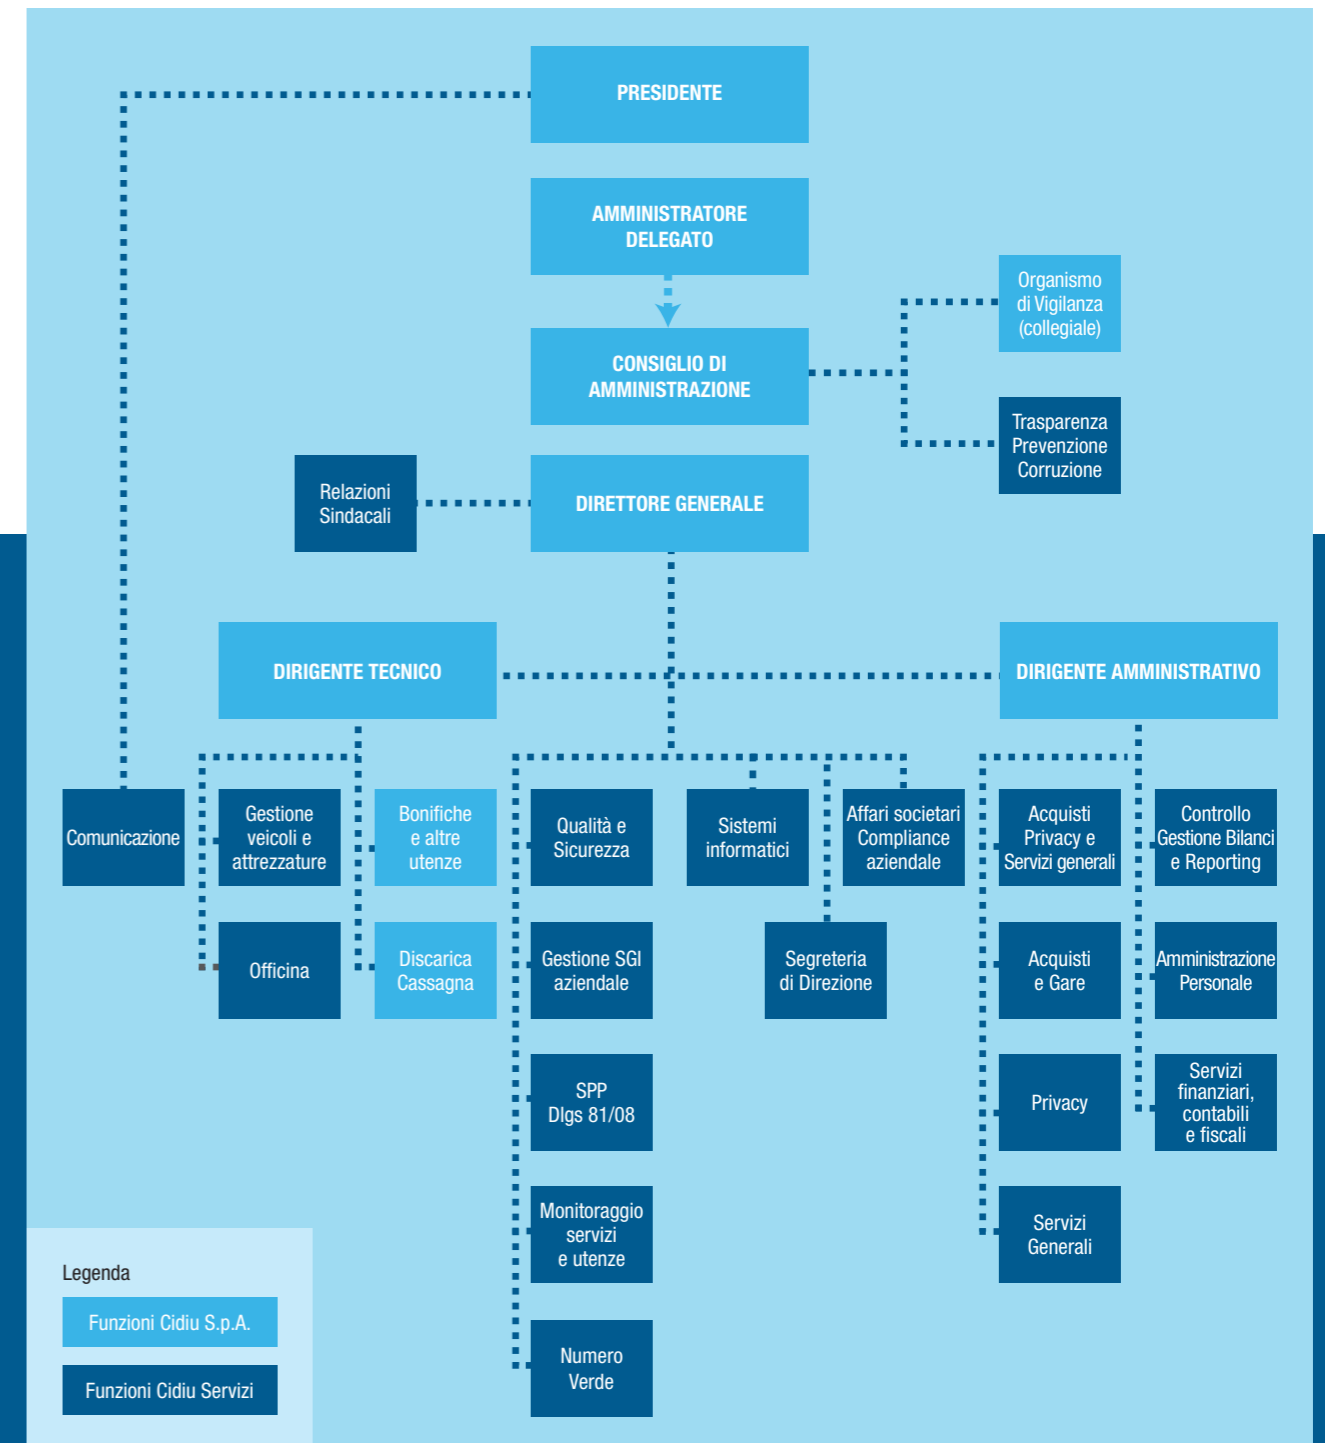 PRESIDENTE
AMMINISTRATORE
DELEGATO
CONSIGLIO DI
AMMINISTRAZIONE
Organismo
di Vigilanza
(collegiale)
Trasparenza
Prevenzione
Corruzione
Relazioni
Sindacali
DIRETTORE GENERALE
DIRIGENTE TECNICO
DIRIGENTE AMMINISTRATIVO
Comunicazione
Gestione
veicoli e
attrezzature
Bonifiche
e altre
utenze
Qualità e
Sicurezza
Sistemi
informatici
Affari societari
Compliance
aziendale
Acquisti
Privacy e
Servizi generali
Controllo
Gestione Bilanci
e Reporting
Officina
Discarica
Cassagna
Gestione SGI
aziendale
Segreteria
di Direzione
Acquisti
e Gare
Amministrazione
Personale
SPP
Dlgs 81/08
Privacy
Servizi
finanziari,
contabili
e fiscali
Monitoraggio
servizi
e utenze
Servizi
Generali
Numero
Verde
Legenda
Funzioni Cidiu S.p.A.
Funzioni Cidiu Servizi